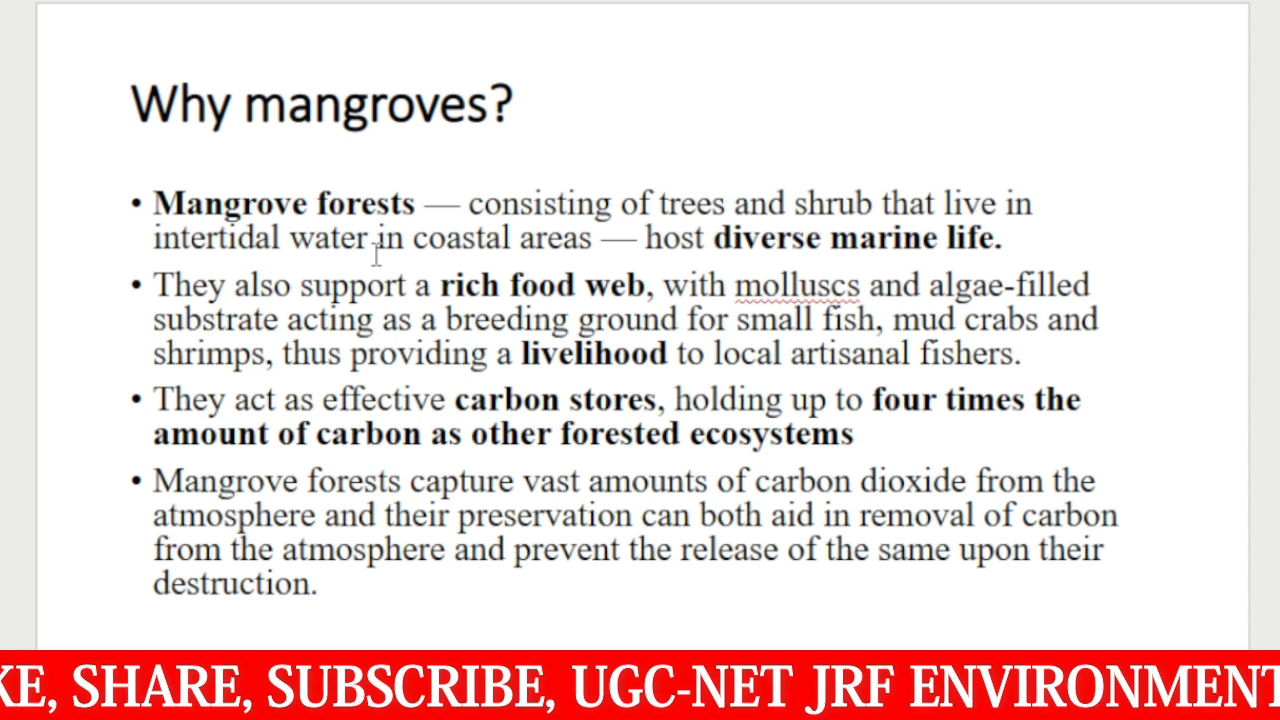 Why mangroves?
• Mangrove forests — consisting of trees and shrub that live in
intertidal water in coastal areas — host diverse marine life.
• They also support a rich food web, with molluscs and algae-filled
substrate acting as a breeding ground for small fish, mud crabs and
shrimps, thus providing a livelihood to local artisanal fishers.
• They act as effective carbon stores, holding up to four times the
amount of carbon as other forested ecosystems
• Mangrove forests capture vast amounts of carbon dioxide from the
atmosphere and their preservation can both aid in removal of carbon
from the atmosphere and prevent the release of the same upon their
destruction.
KE, SHARE, SUBSCRIBE, UGC-NET JRF ENVIRONMENT